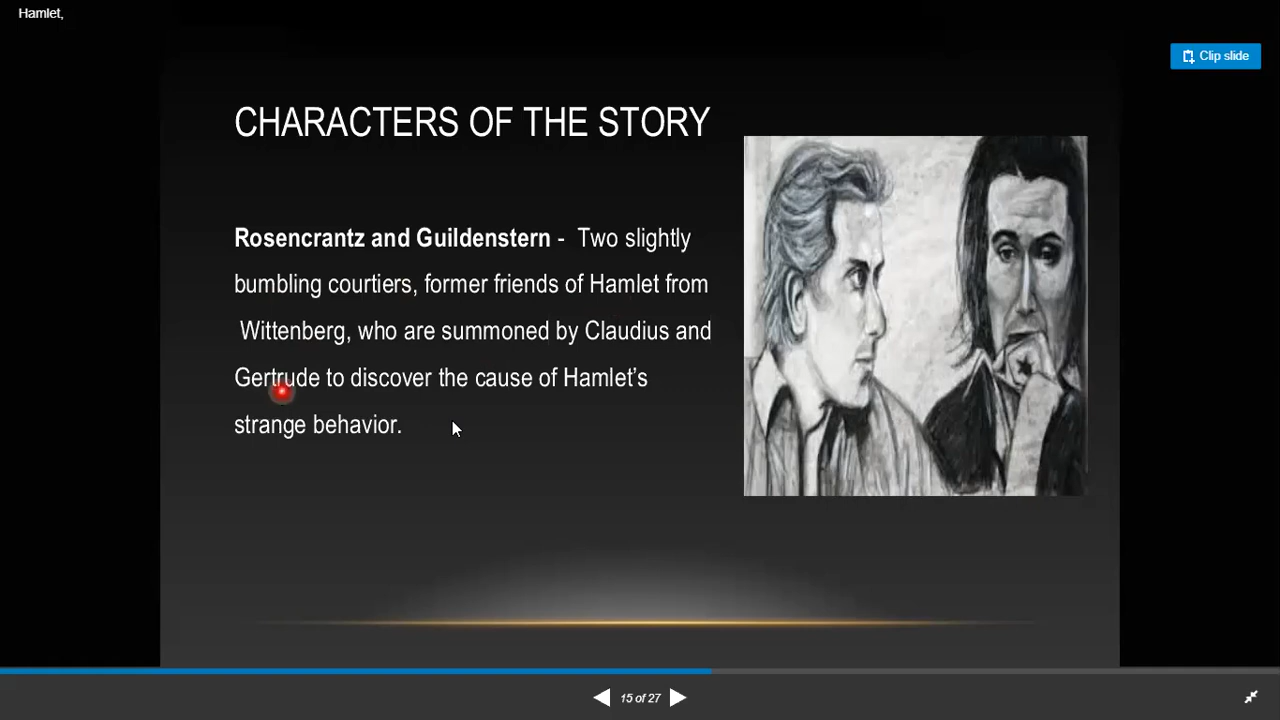 Hamlet,
Clip slide
CHARACTERS OF THE STORY
Rosencrantz and Guildenstern - Two slightly
bumbling courtiers, former friends of Hamlet from
Wittenberg, who are summoned by Claudius and
Gertrude to discover the cause of Hamlet’s
strange behavior.
15 of 27